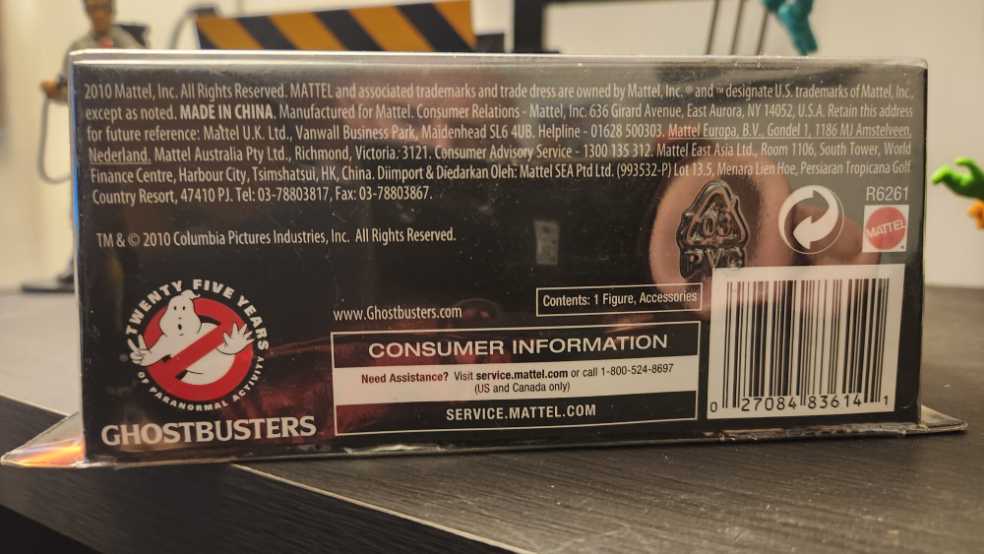 2010 Mattel, Inc. All Rights Reserved. MATTEL and associated trademarks and trade dress are owned by Mattel, Inc. ® and ™ designate U.S. trademarks of Mattel, Inc.,
except as noted. MADE IN CHINA. Manufactured for Mattel. Consumer Relations - Mattel, Inc. 636 Girard Avenue, East Aurora, NY 14052, U.S.A. Retain this address
for future reference: Mattel U.K. Ltd., Vanwall Business Park, Maidenhead SL6 4UB. Helpline - 01628 500303. Mattel Europa, B.V., Gondel 1, 1186 MJ Amstelveen,
Nederland. Mattel Australia Pty Ltd., Richmond, Victoria. 3121. Consumer Advisory Service - 1300 135 312. Mattel East Asia Ltd., Room 1106, South Tower, World
Finance Centre, Harbour City, Tsimshatsui, HK, China. Diimport & Diedarkan Oleh: Mattel SEA Ptd Ltd. (993532-P) Lot 13.5, Menara Lien Hoe, Persiaran Tropicana Golf
Country Resort, 47410 PJ. Tel: 03-78803817, Fax: 03-78803867.
R6261
MATTEL
TM & © 2010 Columbia Pictures Industries, Inc. All Rights Reserved.
03
PVC
TWENTY FIVE YEARS
OF PARANORMAL ACTIVITY
GHOSTBUSTERS
www.Ghostbusters.com
Contents: 1 Figure, Accessories
CONSUMER INFORMATION
Need Assistance? Visit service.mattel.com or call 1-800-524-8697
(US and Canada only)
SERVICE.MATTEL.COM
0 27084 83614 1